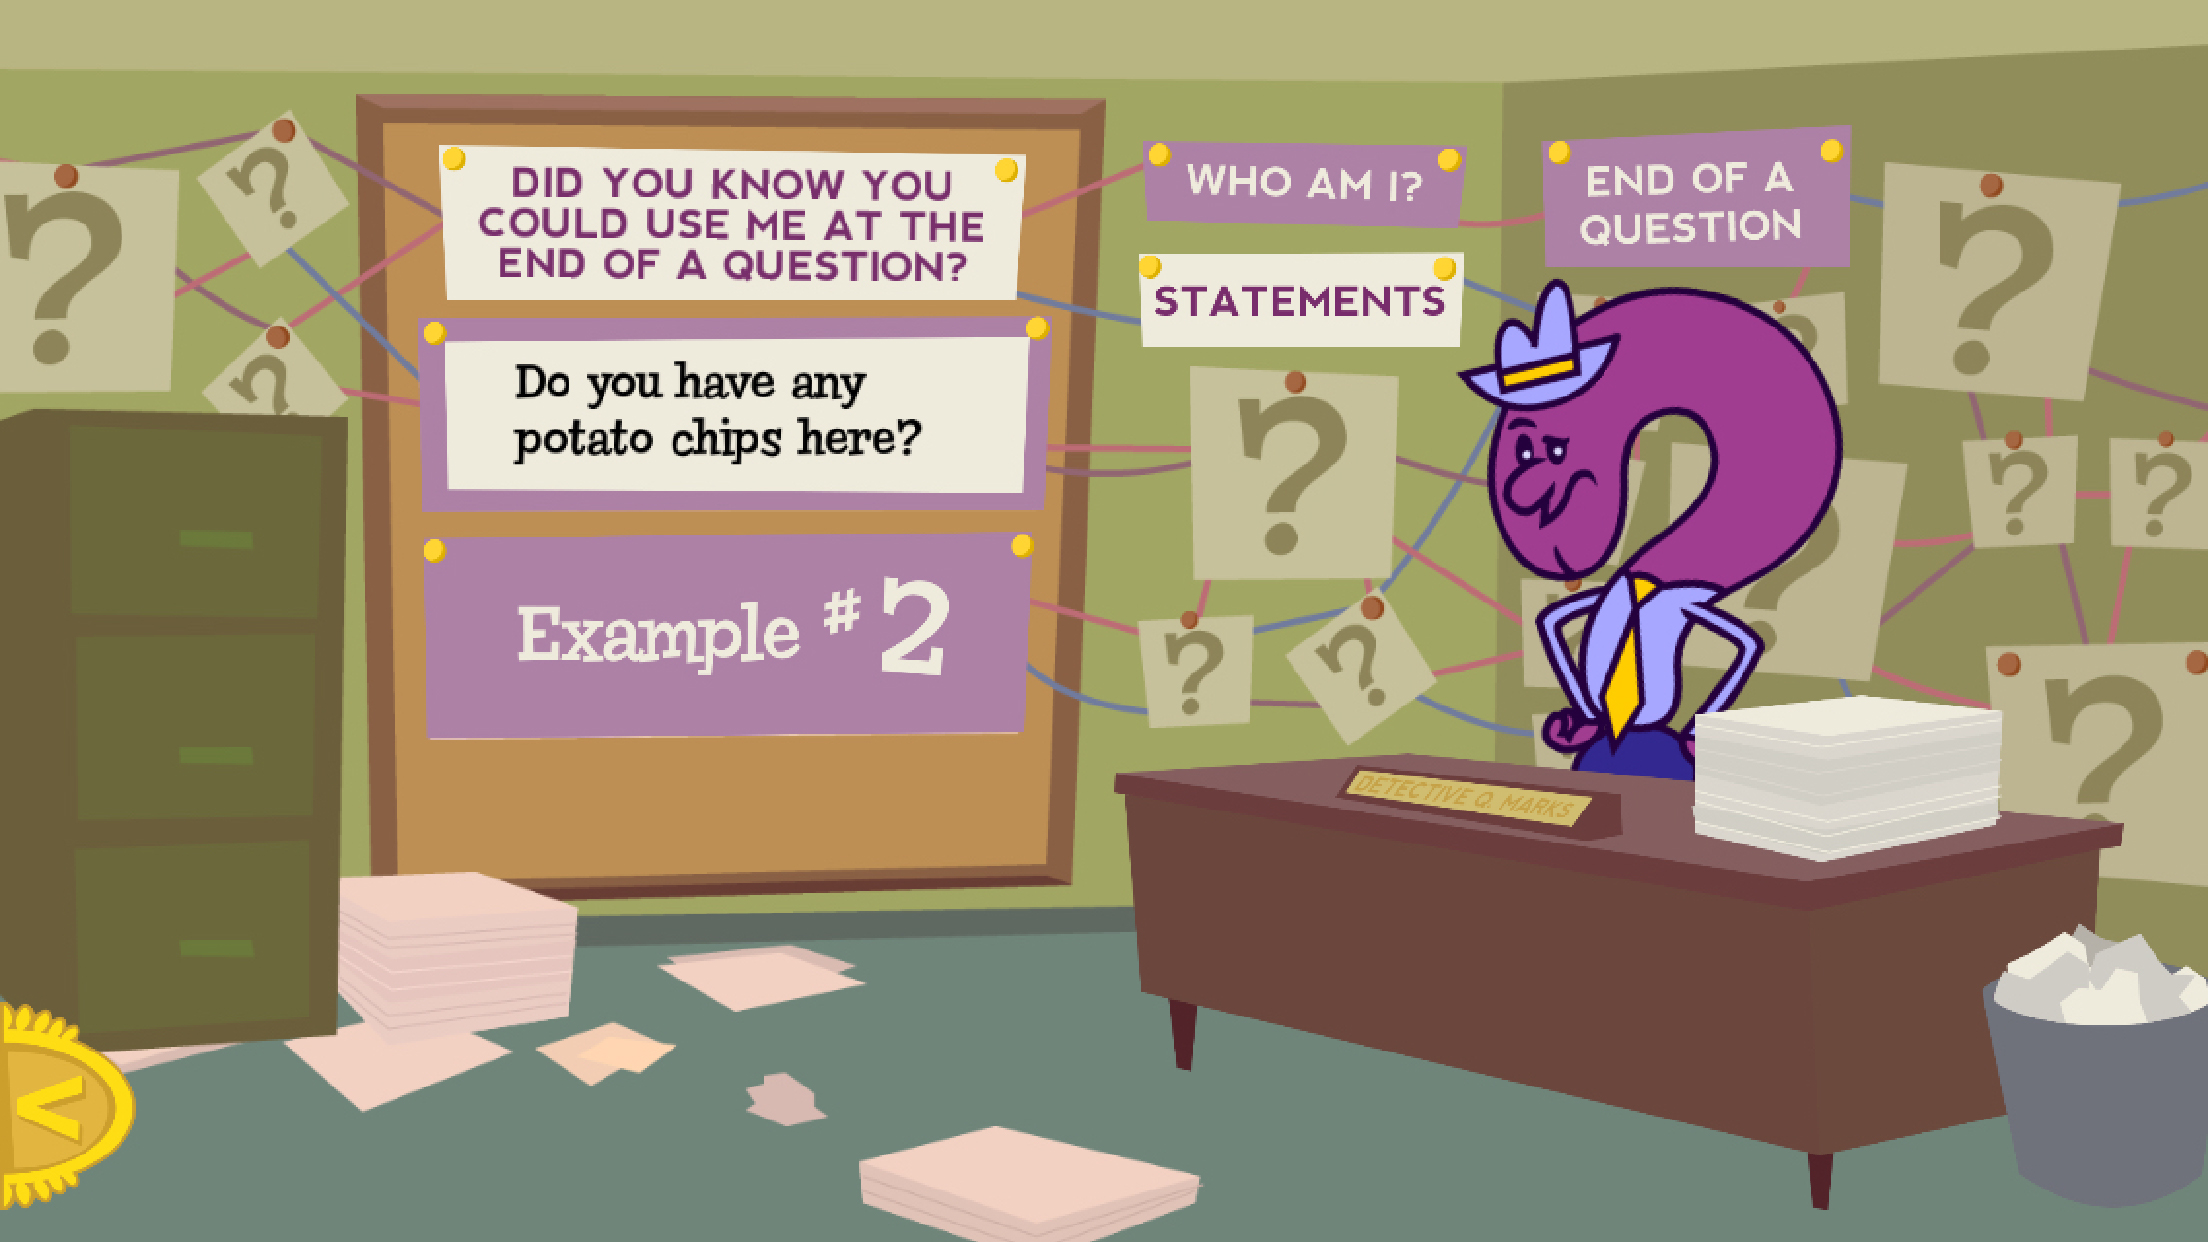 DID YOU KNOW YOU
COULD USE ME AT THE
END OF A QUESTION?
Do you have any
potato chips here?
Example #2
WHO AM I?
STATEMENTS
END OF A
QUESTION
?
?
?
?
?
?
?
?
?
?
?
?
?
DETECTIVE Q. MARKS